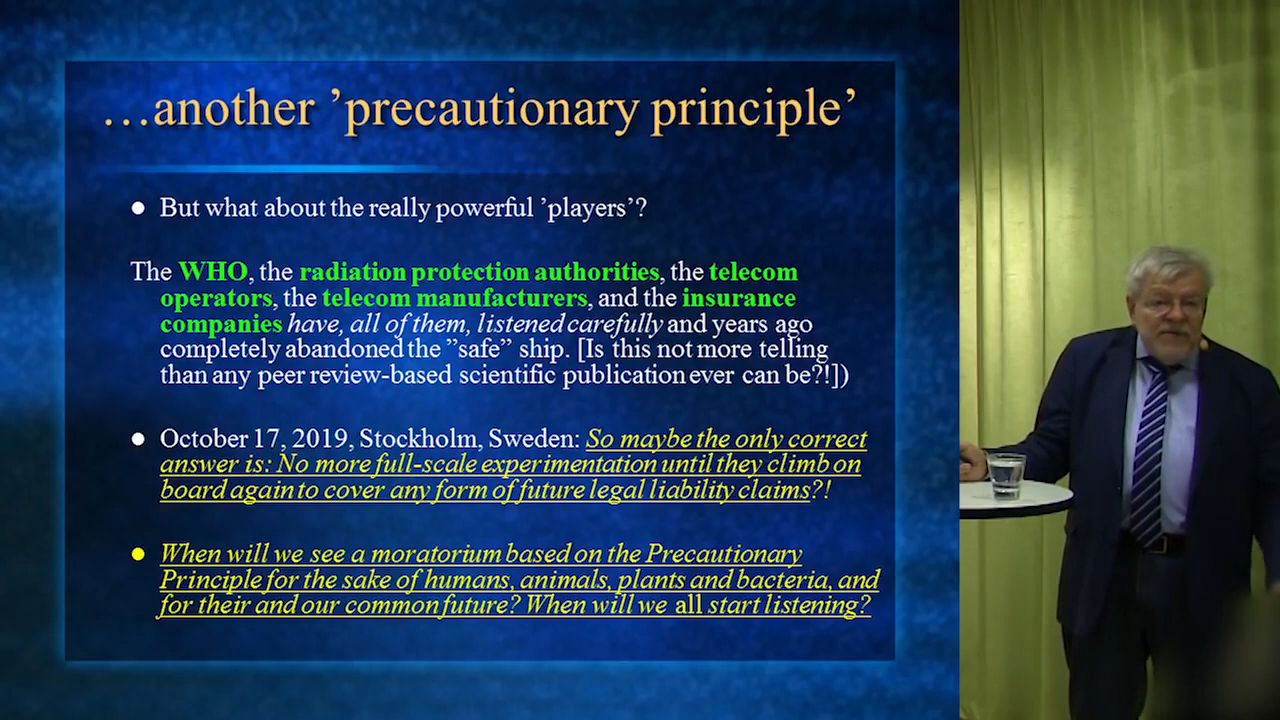 …another ’precautionary principle’
● But what about the really powerful ’players’?
The WHO, the radiation protection authorities, the telecom
operators, the telecom manufacturers, and the insurance
companies have, all of them, listened carefully and years ago
completely abandoned the ”safe” ship. [Is this not more telling
than any peer review-based scientific publication ever can be?!])
● October 17, 2019, Stockholm, Sweden: So maybe the only correct
answer is: No more full-scale experimentation until they climb on
board again to cover any form of future legal liability claims?!
● When will we see a moratorium based on the Precautionary
Principle for the sake of humans, animals, plants and bacteria, and
for their and our common future? When will we all start listening?